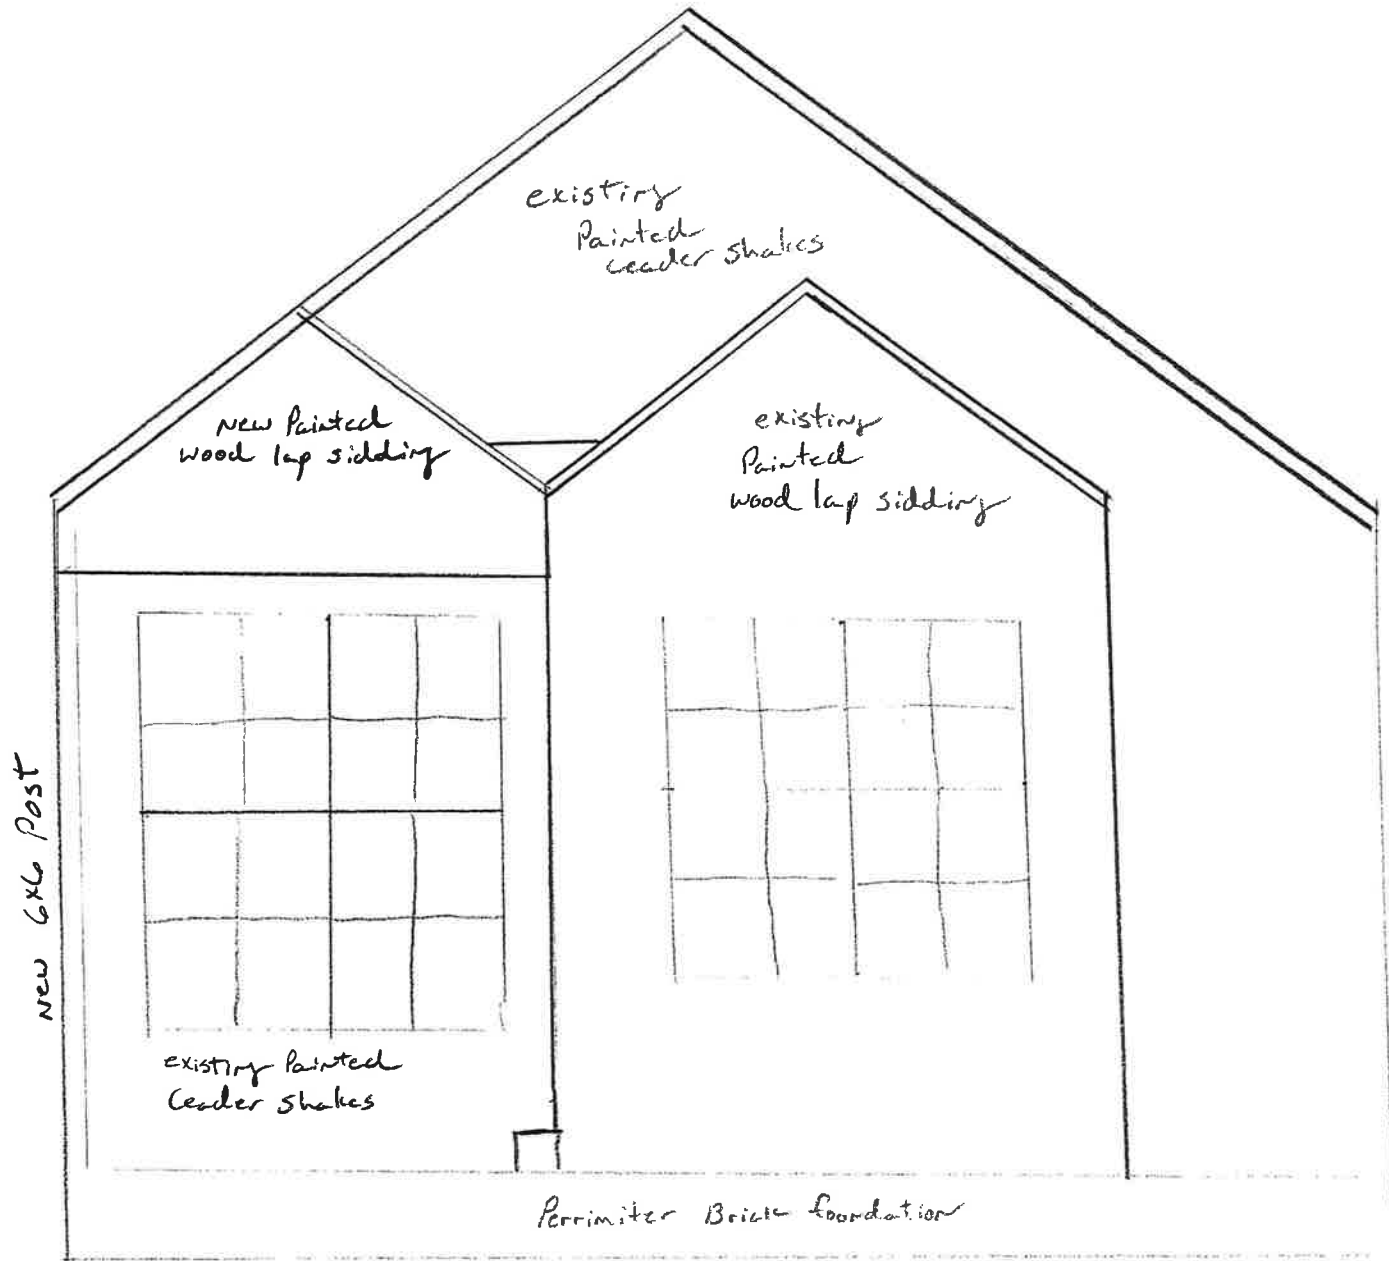 existing
Painted
Ceader shakes
New Painted
wood lap sidding
existing
Painted
wood lap sidding
New 6x6 Post
existing Painted
Ceader shakes
Perrimiter Brick foundation